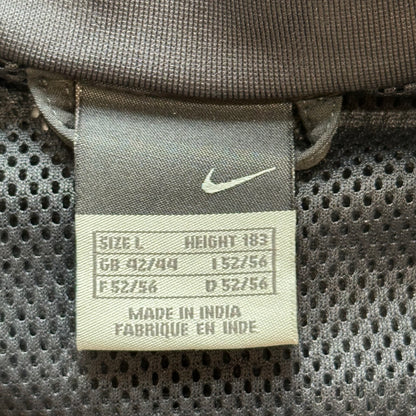 SIZE L HEIGHT 183
GB 42/44 I 52/56
F 52/56 D 52/56
MADE IN INDIA
FABRIQUE EN INDE